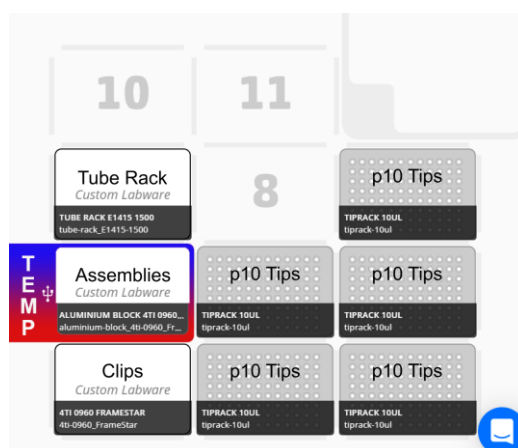 10
11
Tube Rack
Custom Labware
TUBE RACK E1415 1500
tube-rack_E1415-1500
8
p10 Tips
TIPRACK 10UL
tiprack-10ul
TEMP
Assemblies
Custom Labware
ALUMINIUM BLOCK 4TI 0960...
aluminium-block_4ti-0960_Fr...
p10 Tips
TIPRACK 10UL
tiprack-10ul
p10 Tips
TIPRACK 10UL
tiprack-10ul
Clips
Custom Labware
4TI 0960 FRAMESTAR
4ti-0960_FrameStar
p10 Tips
TIPRACK 10UL
tiprack-10ul
p10 Tips
TIPRACK 10UL
tiprack-10ul